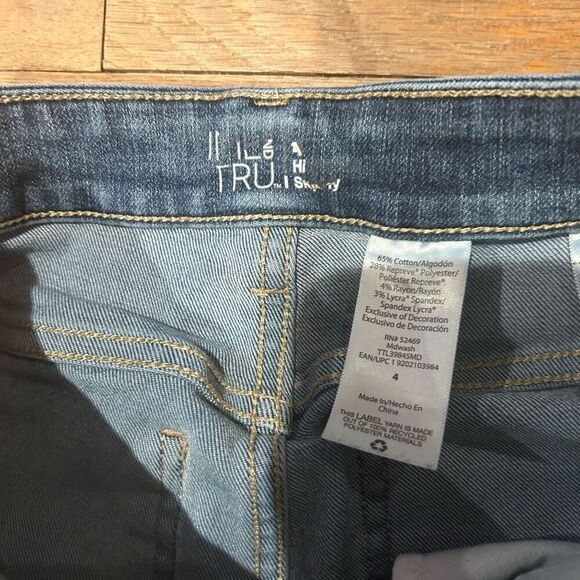 TRU
Hi
65% Cotton/Algodón
28% Repreve® Polyester/
Poliéster Repreve®
4% Rayon/Rayón
3% Lycra® Spandex/
Spandex Lycra®
Exclusive of Decoration
Exclusivo de Decoración
RN# 52469
Mdwash
TTL39845MD
EAN/UPC 1 9202103984
4
Made In/Hecho En
China
THIS LABEL YARN IS MADE
OUT OF 100% RECYCLED
POLYESTER MATERIALS